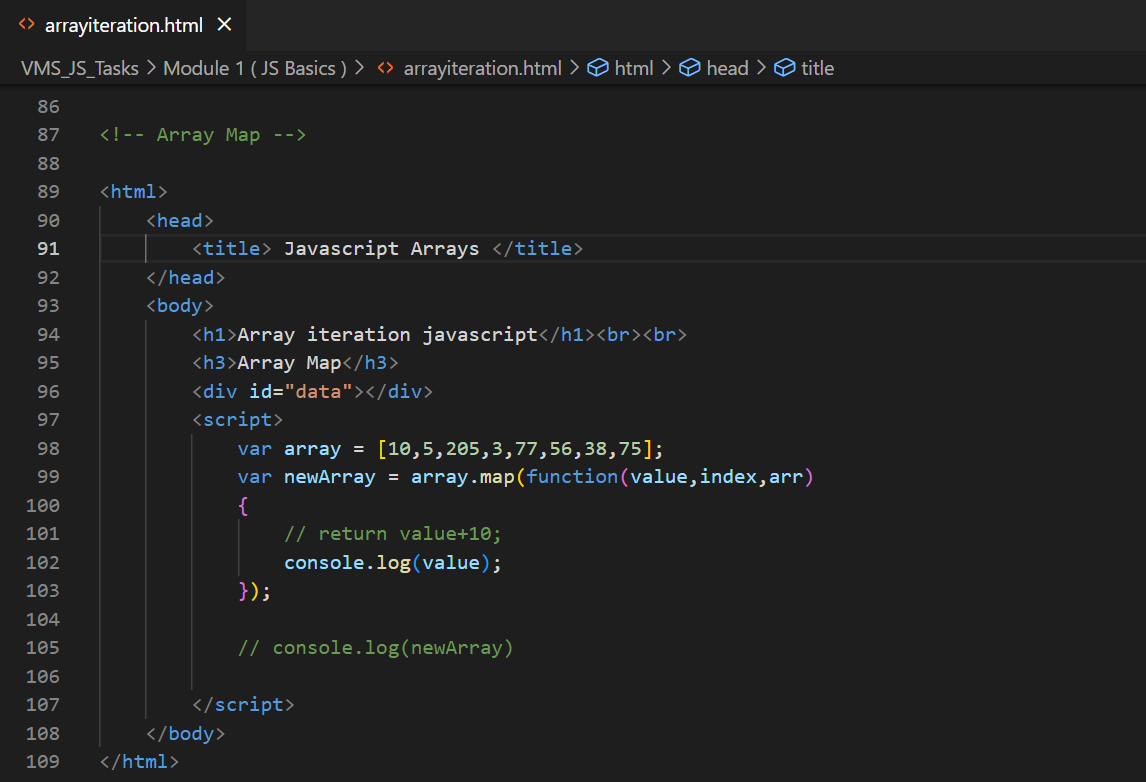 arrayiteration.html ×
VMS_JS_Tasks > Module 1 ( JS Basics ) > <> arrayiteration.html > html > head > title
86
87 <!-- Array Map -->
88
89 <html>
90     <head>
91         <title> Javascript Arrays </title>
92     </head>
93     <body>
94         <h1>Array iteration javascript</h1><br><br>
95         <h3>Array Map</h3>
96         <div id="data"></div>
97         <script>
98             var array = [10,5,205,3,77,56,38,75];
99             var newArray = array.map(function(value,index,arr)
100             {
101                 // return value+10;
102                 console.log(value);
103             });
104
105             // console.log(newArray)
106
107         </script>
108     </body>
109 </html>